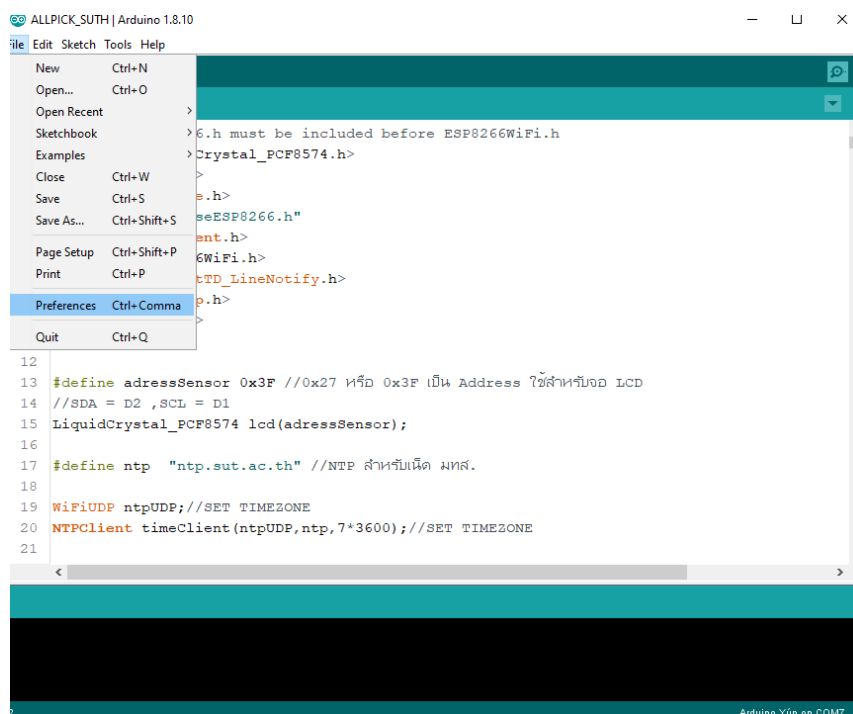 ALLPICK_SUTH | Arduino 1.8.10
File Edit Sketch Tools Help
New Ctrl+N
Open... Ctrl+O
Open Recent
Sketchbook
Examples
Close Ctrl+W
Save Ctrl+S
Save As... Ctrl+Shift+S
Page Setup Ctrl+Shift+P
Print Ctrl+P
Preferences Ctrl+Comma
Quit Ctrl+Q
6.h must be included before ESP8266WiFi.h
Crystal_PCF8574.h>
>
e.h>
seESP8266.h"
ent.h>
6WiFi.h>
tTD_LineNotify.h>
p.h>
>
12
13 #define adressSensor 0x3F //0x27 หรือ 0x3F เป็น Address ใช้สำหรับจอ LCD
14 //SDA = D2 ,SCL = D1
15 LiquidCrystal_PCF8574 lcd(adressSensor);
16
17 #define ntp "ntp.sut.ac.th" //NTP สำหรับเน็ต มทส.
18
19 WiFiUDP ntpUDP;//SET TIMEZONE
20 NTPClient timeClient(ntpUDP,ntp,7*3600);//SET TIMEZONE
21
Arduino Yún on COM7